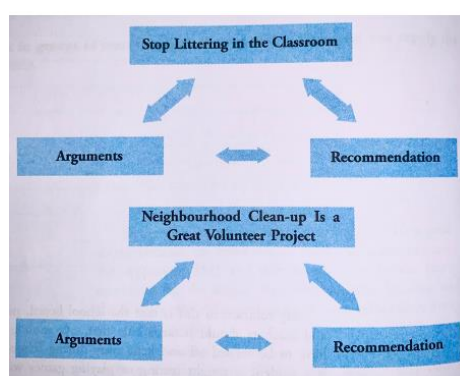 Stop Littering in the Classroom
Arguments
Recommendation
Neighbourhood Clean-up Is a
Great Volunteer Project
Arguments
Recommendation